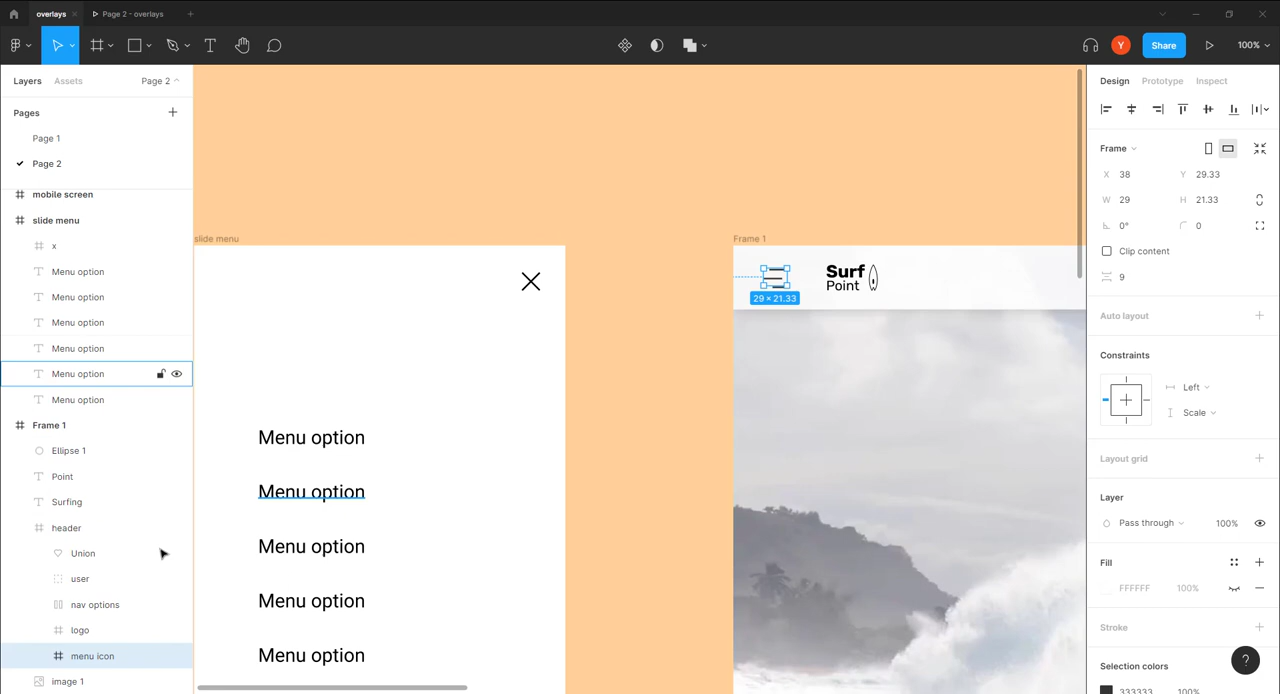 overlays
Page 2 - overlays
Y
Share
100%
Layers
Assets
Page 2
Pages
Page 1
Page 2
mobile screen
slide menu
x
Menu option
Menu option
Menu option
Menu option
Menu option
Menu option
Frame 1
Ellipse 1
Point
Surfing
header
Union
user
nav options
logo
menu icon
image 1
slide menu
Menu option
Menu option
Menu option
Menu option
Menu option
Frame 1
29 × 21.33
Surf
Point
Design
Prototype
Inspect
Frame
X 38 Y 29.33
W 29 H 21.33
0° 0
Clip content
9
Auto layout
Constraints
Left
Scale
Layout grid
Layer
Pass through 100%
Fill
FFFFFF 100%
Stroke
?
Selection colors
333333 100%